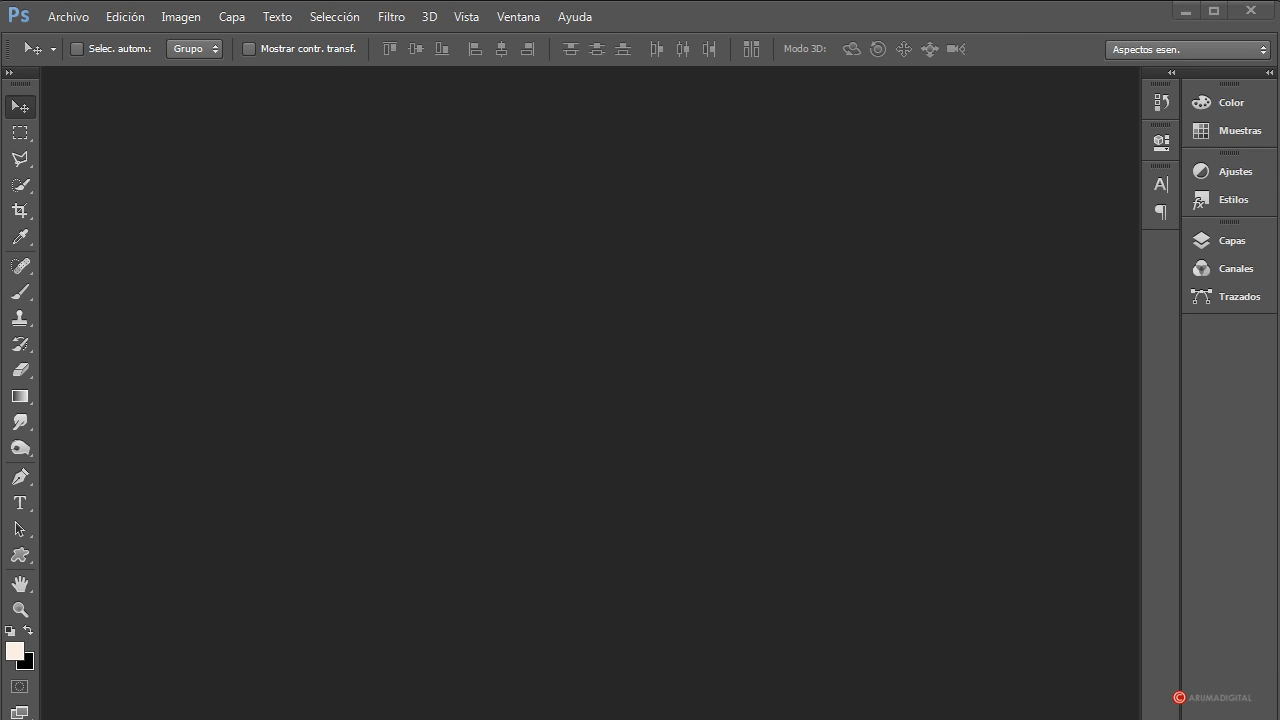 Ps Archivo Edición Imagen Capa Texto Selección Filtro 3D Vista Ventana Ayuda
Selec. autom.: Grupo Mostrar contr. transf. Modo 3D: Aspectos esen.
Color
Muestras
Ajustes
Estilos
Capas
Canales
Trazados
© ARUMADIGITAL